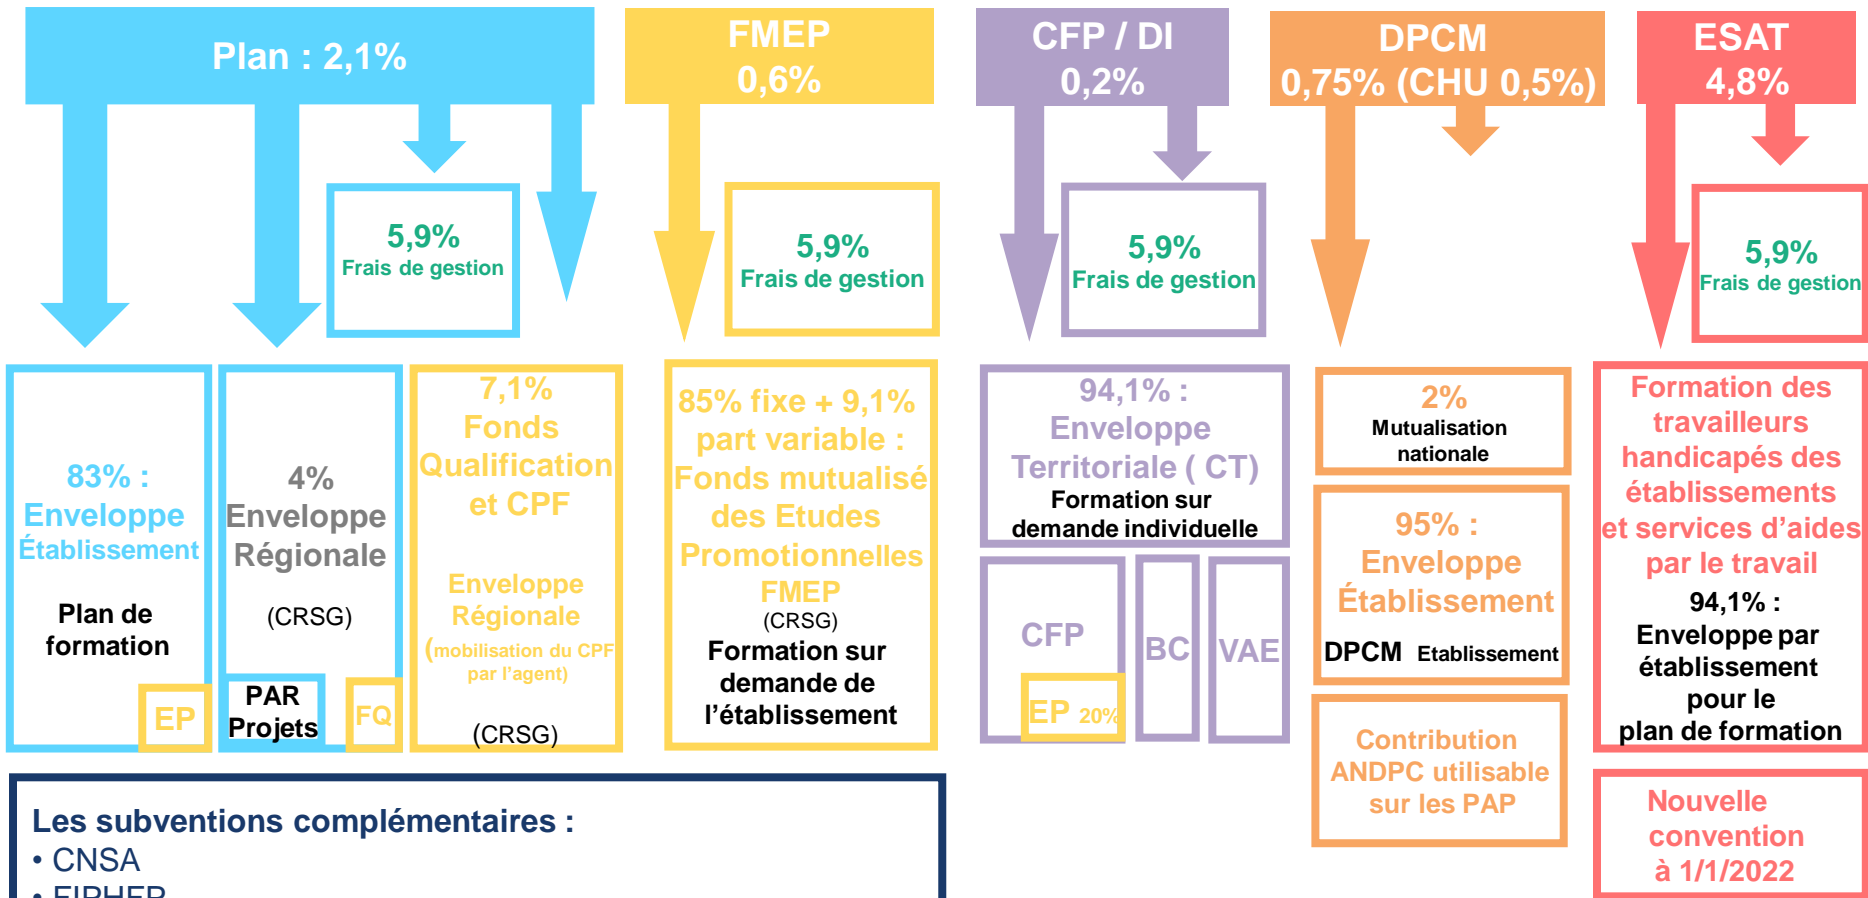 Plan : 2,1%
FMEP
0,6%
CFP / DI
0,2%
DPCM
0,75% (CHU 0,5%)
ESAT
4,8%
5,9%
Frais de gestion
5,9%
Frais de gestion
5,9%
Frais de gestion
5,9%
Frais de gestion
83% :
Enveloppe
Établissement
Plan de
formation
EP
4%
Enveloppe
Régionale
(CRSG)
PAR
Projets
FQ
7,1%
Fonds
Qualification
et CPF
Enveloppe
Régionale
(mobilisation du CPF
par l'agent)
(CRSG)
85% fixe + 9,1%
part variable :
Fonds mutualisé
des Etudes
Promotionnelles
FMEP
(CRSG)
Formation sur
demande de
l’établissement
94,1% :
Enveloppe
Territoriale ( CT)
Formation sur
demande individuelle
CFP
EP 20%
BC
VAE
2%
Mutualisation
nationale
95% :
Enveloppe
Établissement
DPCM Etablissement
Contribution
ANDPC utilisable
sur les PAP
Formation des
travailleurs
handicapés des
établissements
et services d’aides
par le travail
94,1% :
Enveloppe par
établissement
pour le
plan de formation
Nouvelle
convention
à 1/1/2022
Les subventions complémentaires :
• CNSA